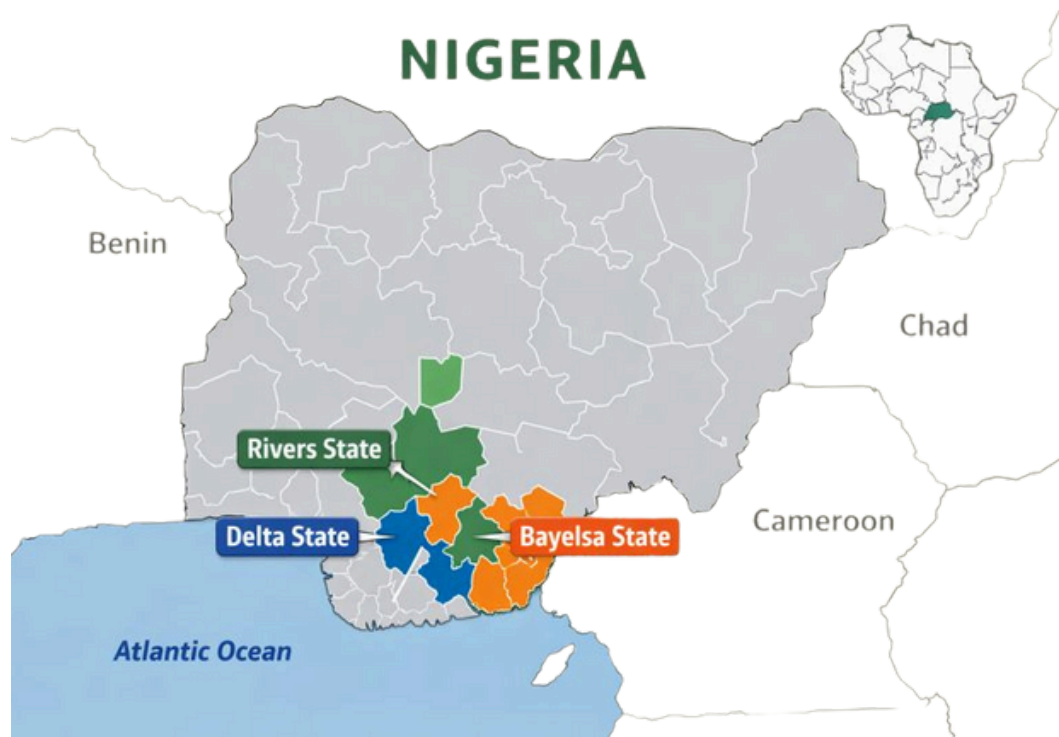 NIGERIA
Benin
Chad
Rivers State
Delta State
Bayelsa State
Cameroon
Atlantic Ocean